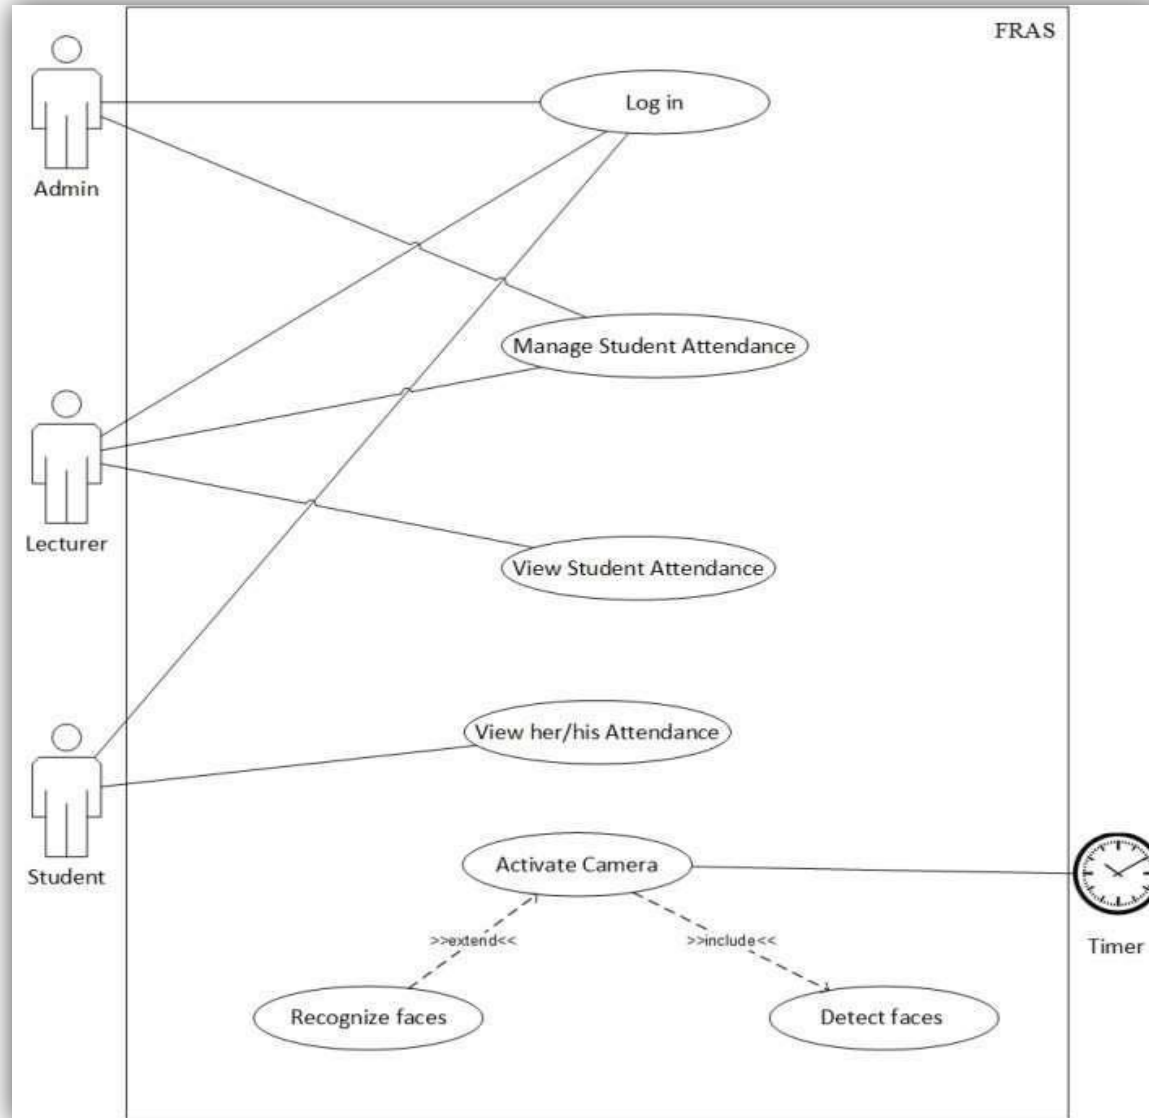 FRAS
Log in
Admin
Manage Student Attendance
Lecturer
View Student Attendance
View her/his Attendance
Activate Camera
Student
>>extend<<
>>include<<
Timer
Recognize faces
Detect faces